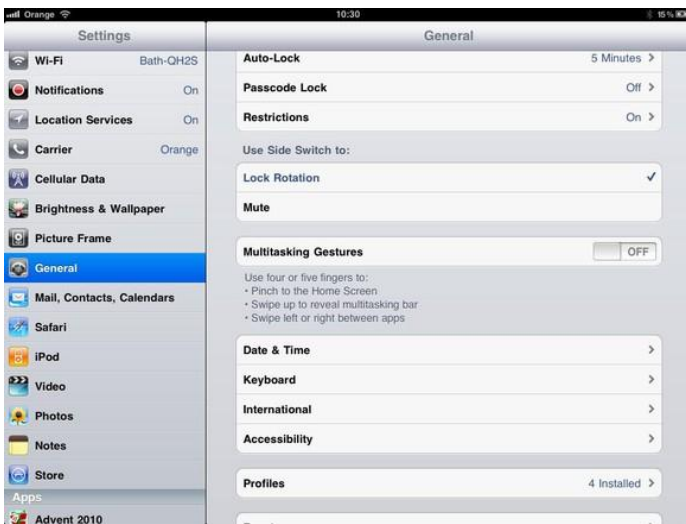 Orange 10:30 15%
Settings
Wi-Fi Bath-QH2S
Notifications On
Location Services On
Carrier Orange
Cellular Data
Brightness & Wallpaper
Picture Frame
General
Mail, Contacts, Calendars
Safari
iPod
Video
Photos
Notes
Store
Apps
Advent 2010
General
Auto-Lock 5 Minutes
Passcode Lock Off
Restrictions On
Use Side Switch to:
Lock Rotation
Mute
Multitasking Gestures OFF
Use four or five fingers to:
• Pinch to the Home Screen
• Swipe up to reveal multitasking bar
• Swipe left or right between apps
Date & Time
Keyboard
International
Accessibility
Profiles 4 Installed